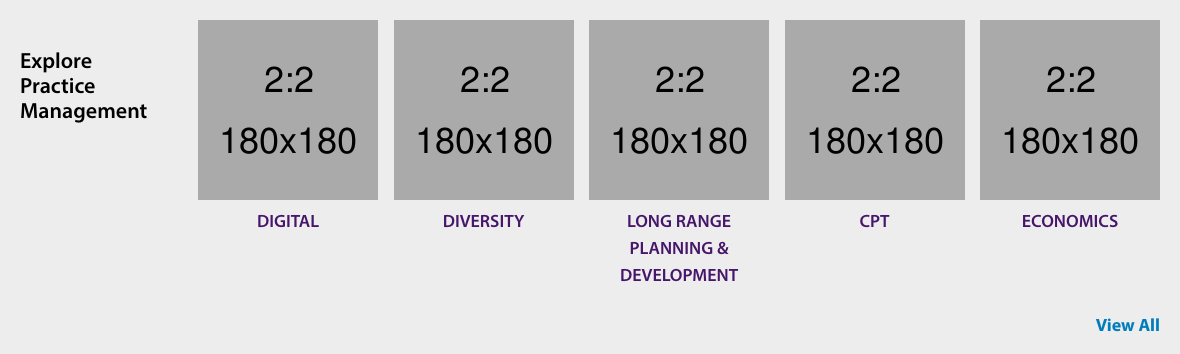 Explore
Practice
Management
2:2
180x180
2:2
180x180
2:2
180x180
2:2
180x180
2:2
180x180
DIGITAL
DIVERSITY
LONG RANGE
PLANNING &
DEVELOPMENT
CPT
ECONOMICS
View All